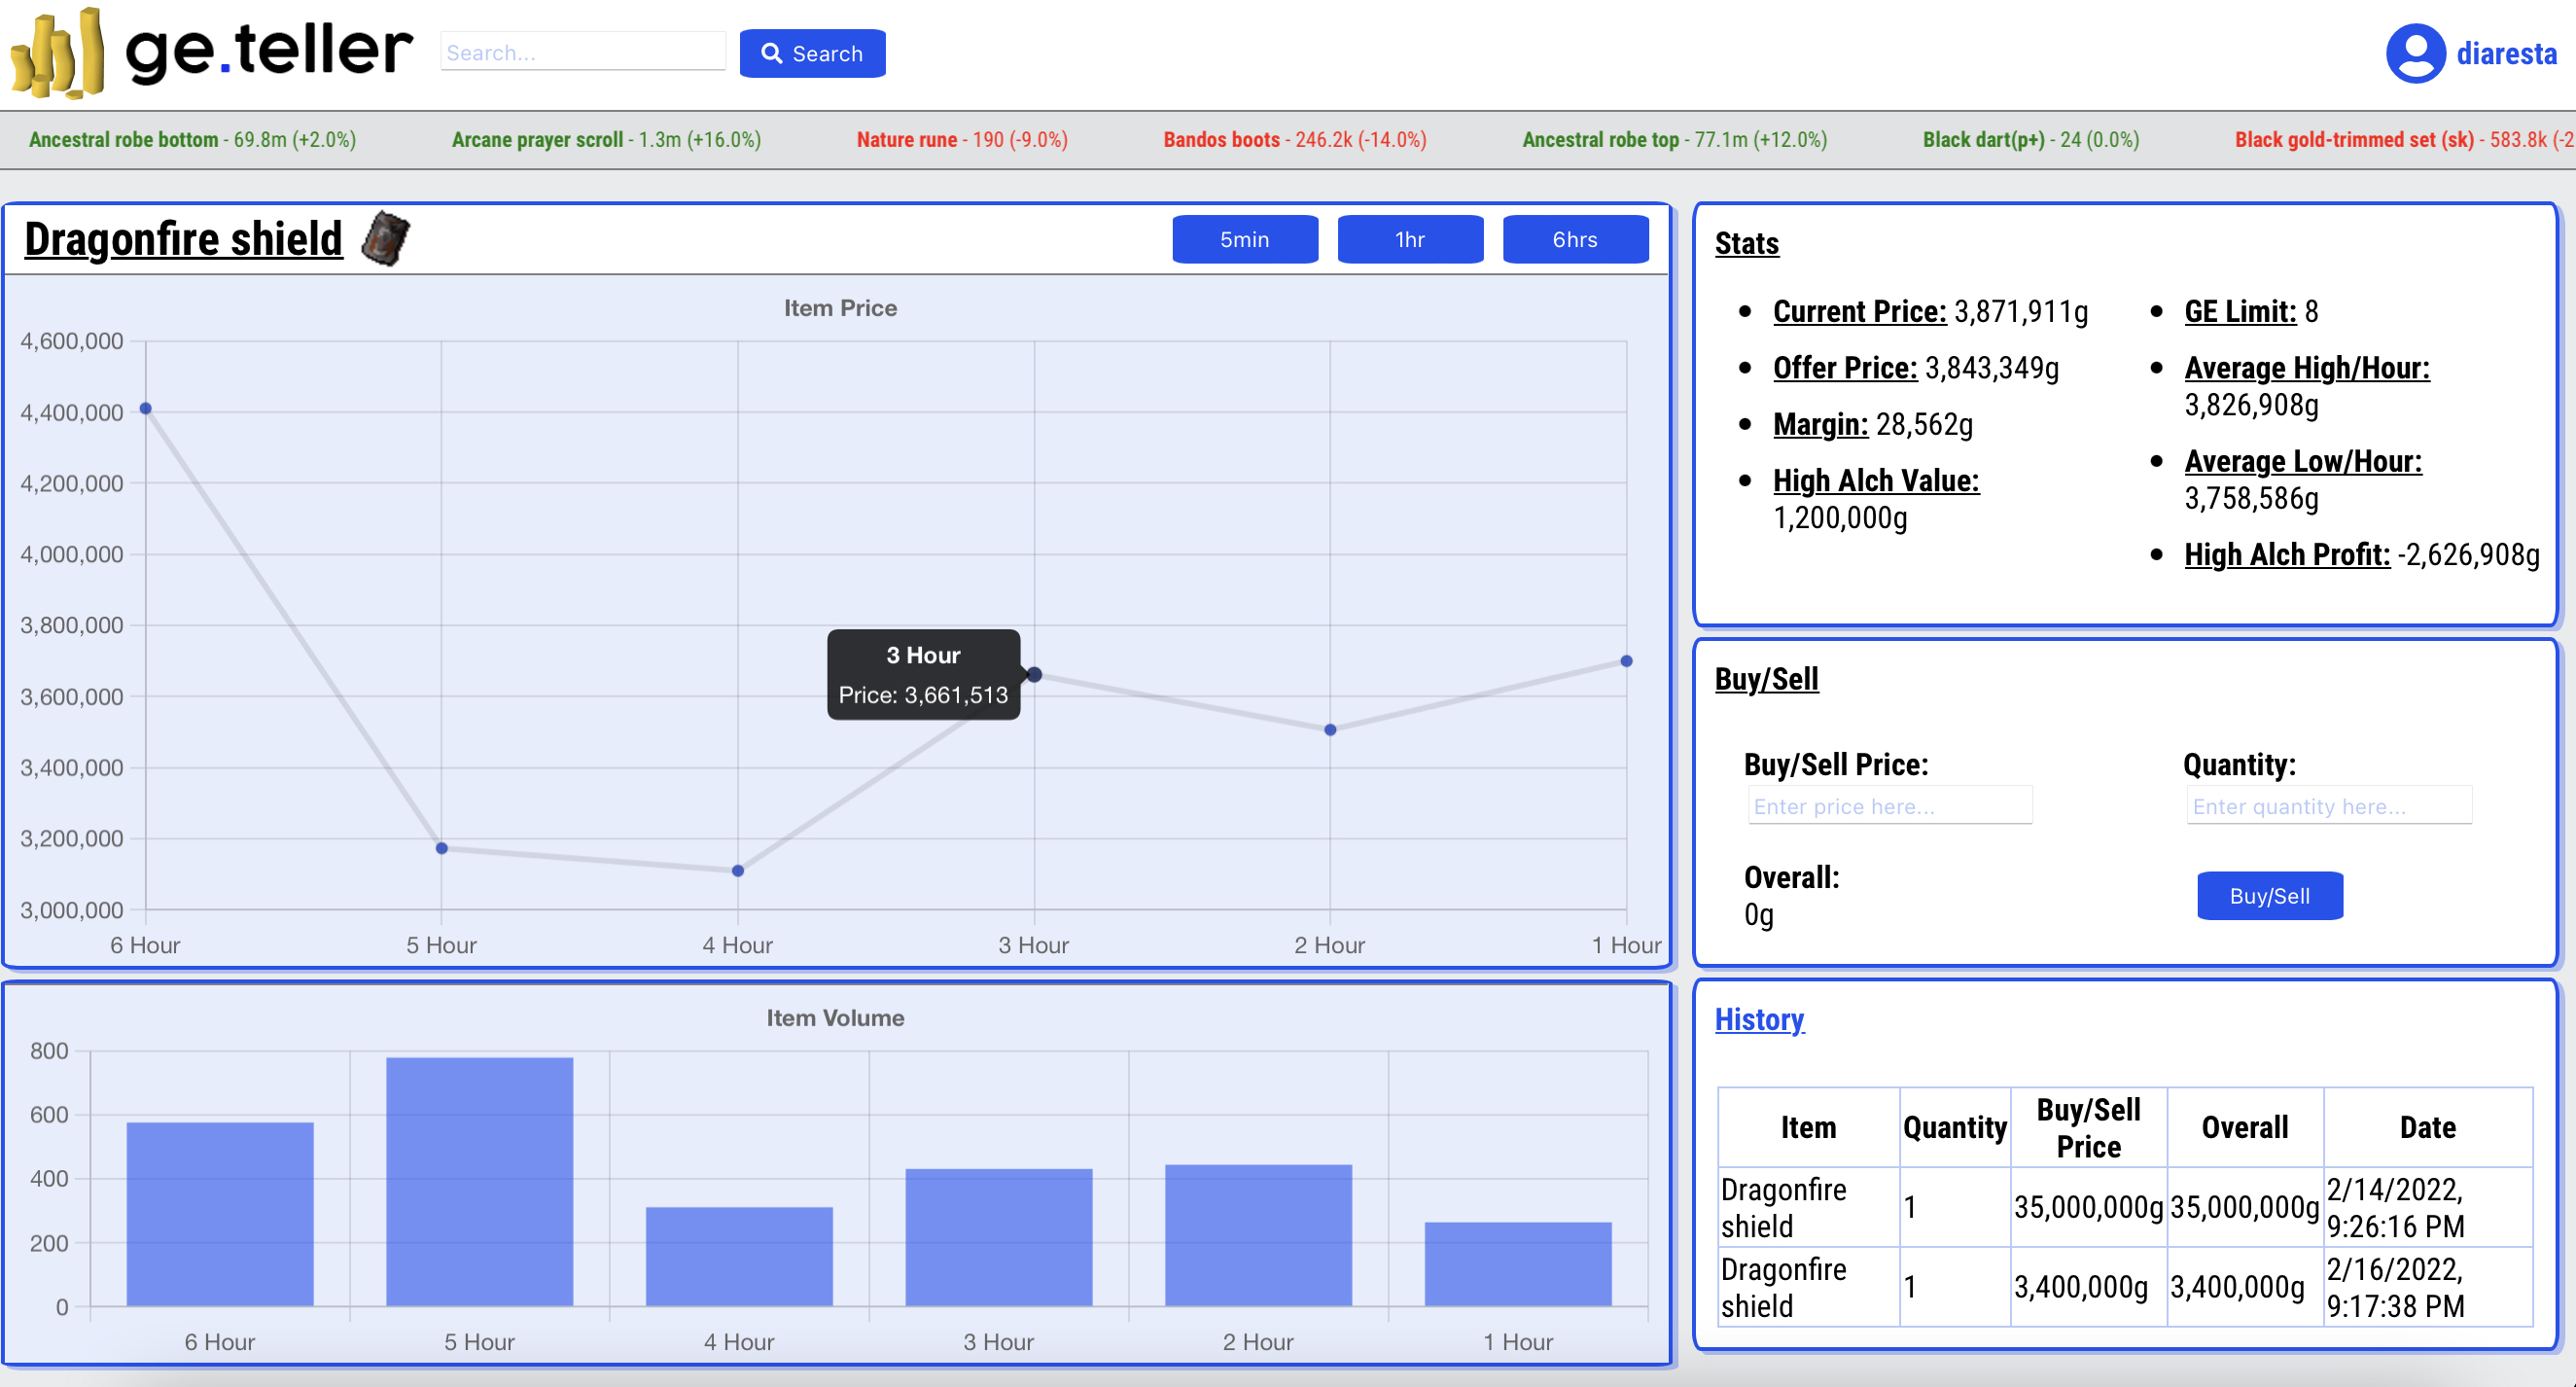 ge.teller
Search...
Search
diaresta
Ancestral robe bottom - 69.8m (+2.0%)
Arcane prayer scroll - 1.3m (+16.0%)
Nature rune - 190 (-9.0%)
Bandos boots - 246.2k (-14.0%)
Ancestral robe top - 77.1m (+12.0%)
Black dart(p+) - 24 (0.0%)
Black gold-trimmed set (sk) - 583.8k (-2
Dragonfire shield
5min
1hr
6hrs
Item Price
4,600,000
4,400,000
4,200,000
4,000,000
3,800,000
3,600,000
3,400,000
3,200,000
3,000,000
3 Hour
Price: 3,661,513
6 Hour
5 Hour
4 Hour
3 Hour
2 Hour
1 Hour
Item Volume
800
600
400
200
0
6 Hour
5 Hour
4 Hour
3 Hour
2 Hour
1 Hour
Stats
Current Price: 3,871,911g
Offer Price: 3,843,349g
Margin: 28,562g
High Alch Value:
1,200,000g
GE Limit: 8
Average High/Hour:
3,826,908g
Average Low/Hour:
3,758,586g
High Alch Profit: -2,626,908g
Buy/Sell
Buy/Sell Price:
Enter price here...
Quantity:
Enter quantity here...
Overall:
0g
Buy/Sell
History
Item
Quantity
Buy/Sell
Price
Overall
Date
Dragonfire
shield
1
35,000,000g
35,000,000g
2/14/2022,
9:26:16 PM
Dragonfire
shield
1
3,400,000g
3,400,000g
2/16/2022,
9:17:38 PM